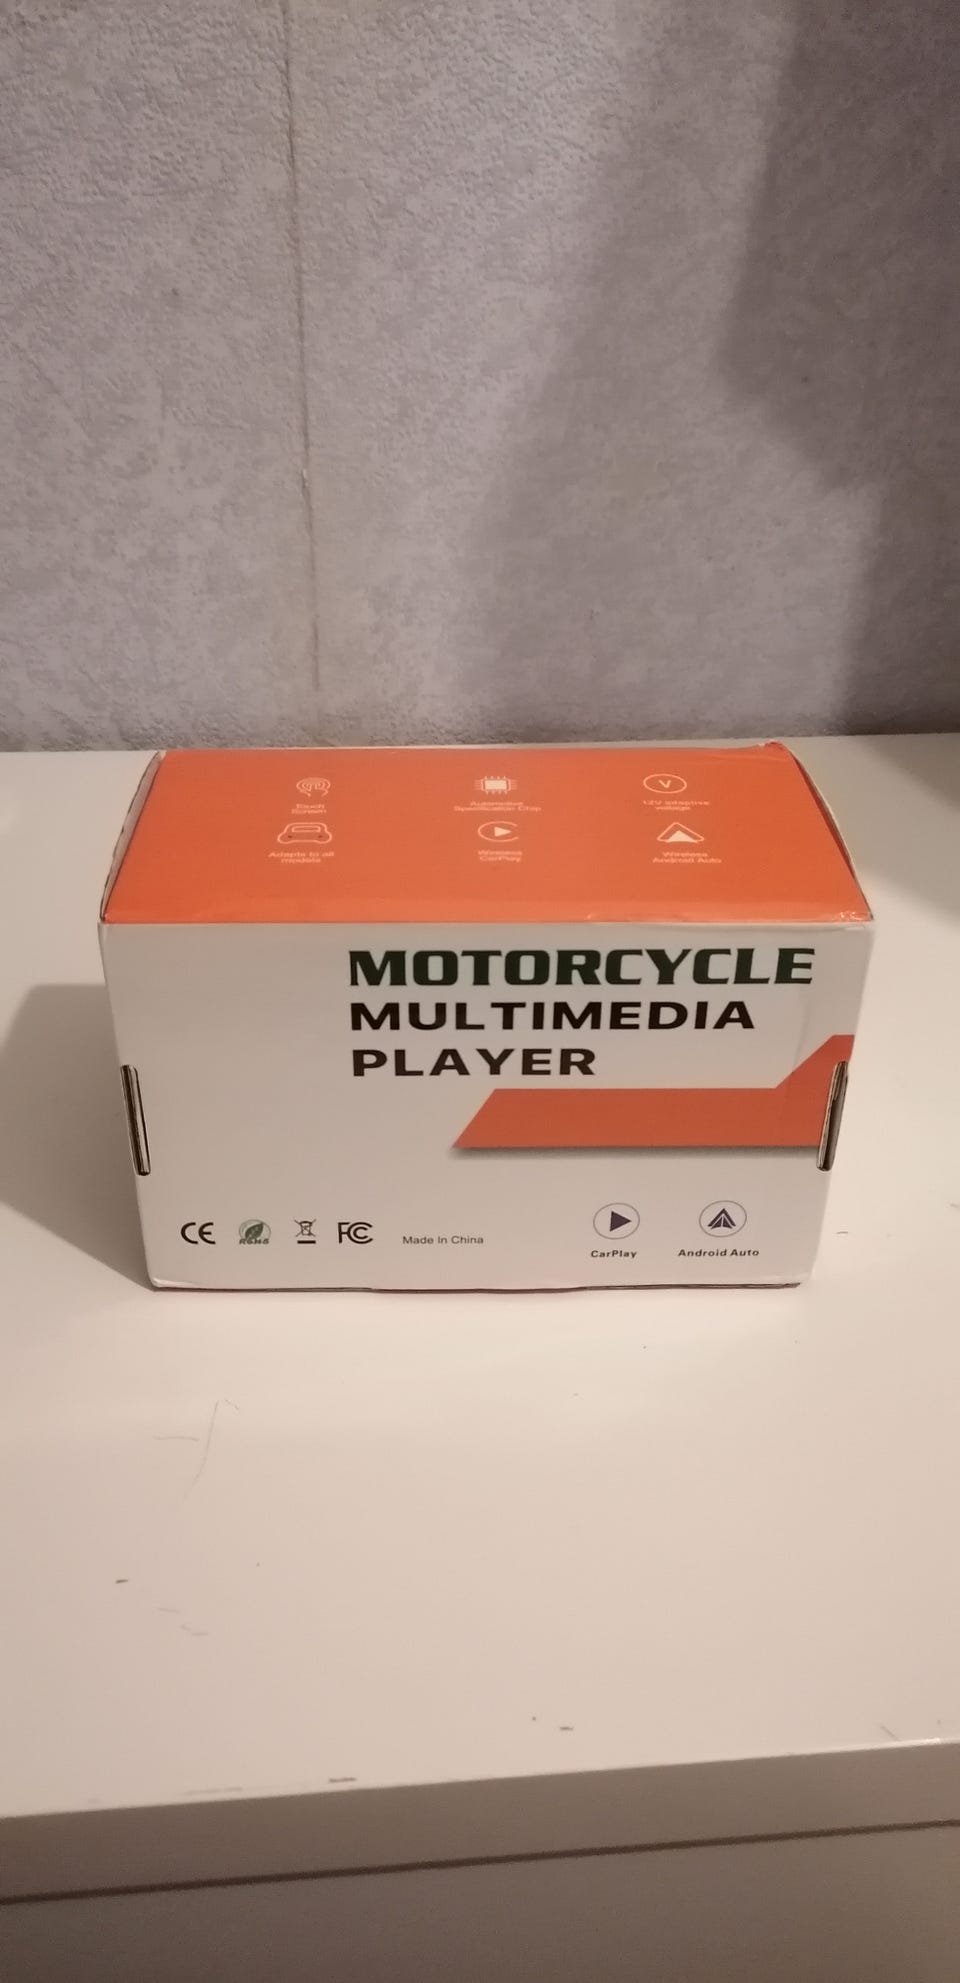 Touch
Screen
Automotive
Specification Chip
V
12V adaptive
voltage
Adapts to all
models
Wireless
CarPlay
Wireless
Android Auto
MOTORCYCLE
MULTIMEDIA
PLAYER
CE
RoHS
FC
Made In China
CarPlay
Android Auto